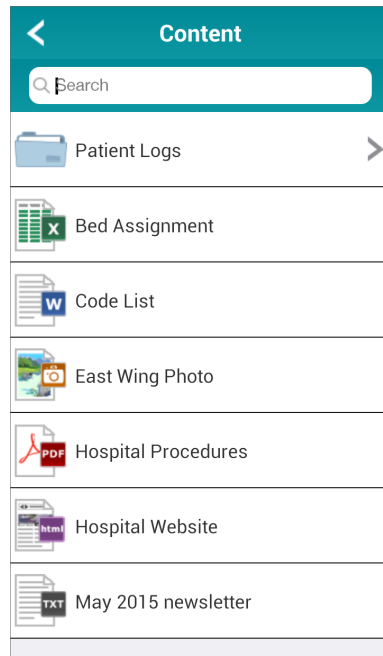 Content
Search
Patient Logs
X
Bed Assignment
W
Code List
East Wing Photo
PDF
Hospital Procedures
html
Hospital Website
TXT
May 2015 newsletter